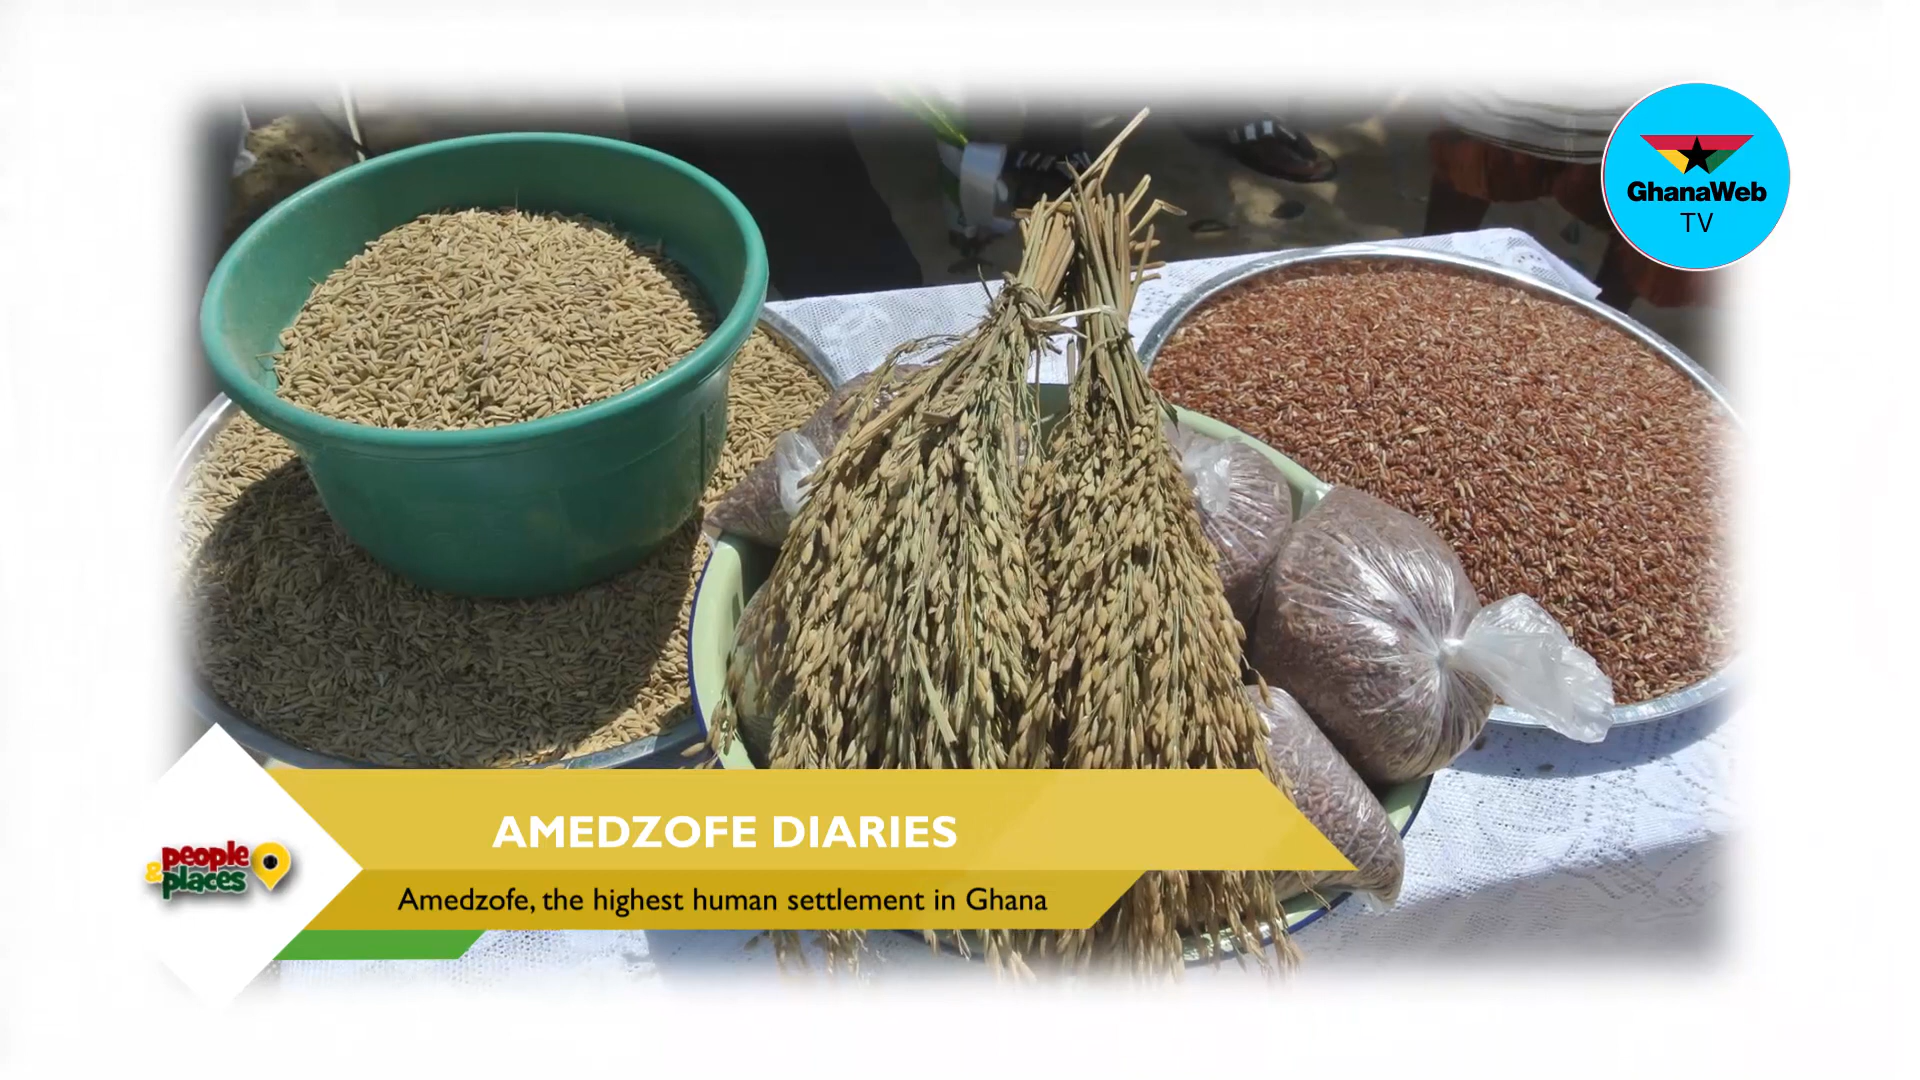 GhanaWeb
TV
AMEDZOFE DIARIES
people
& places
Amedzofe, the highest human settlement in Ghana